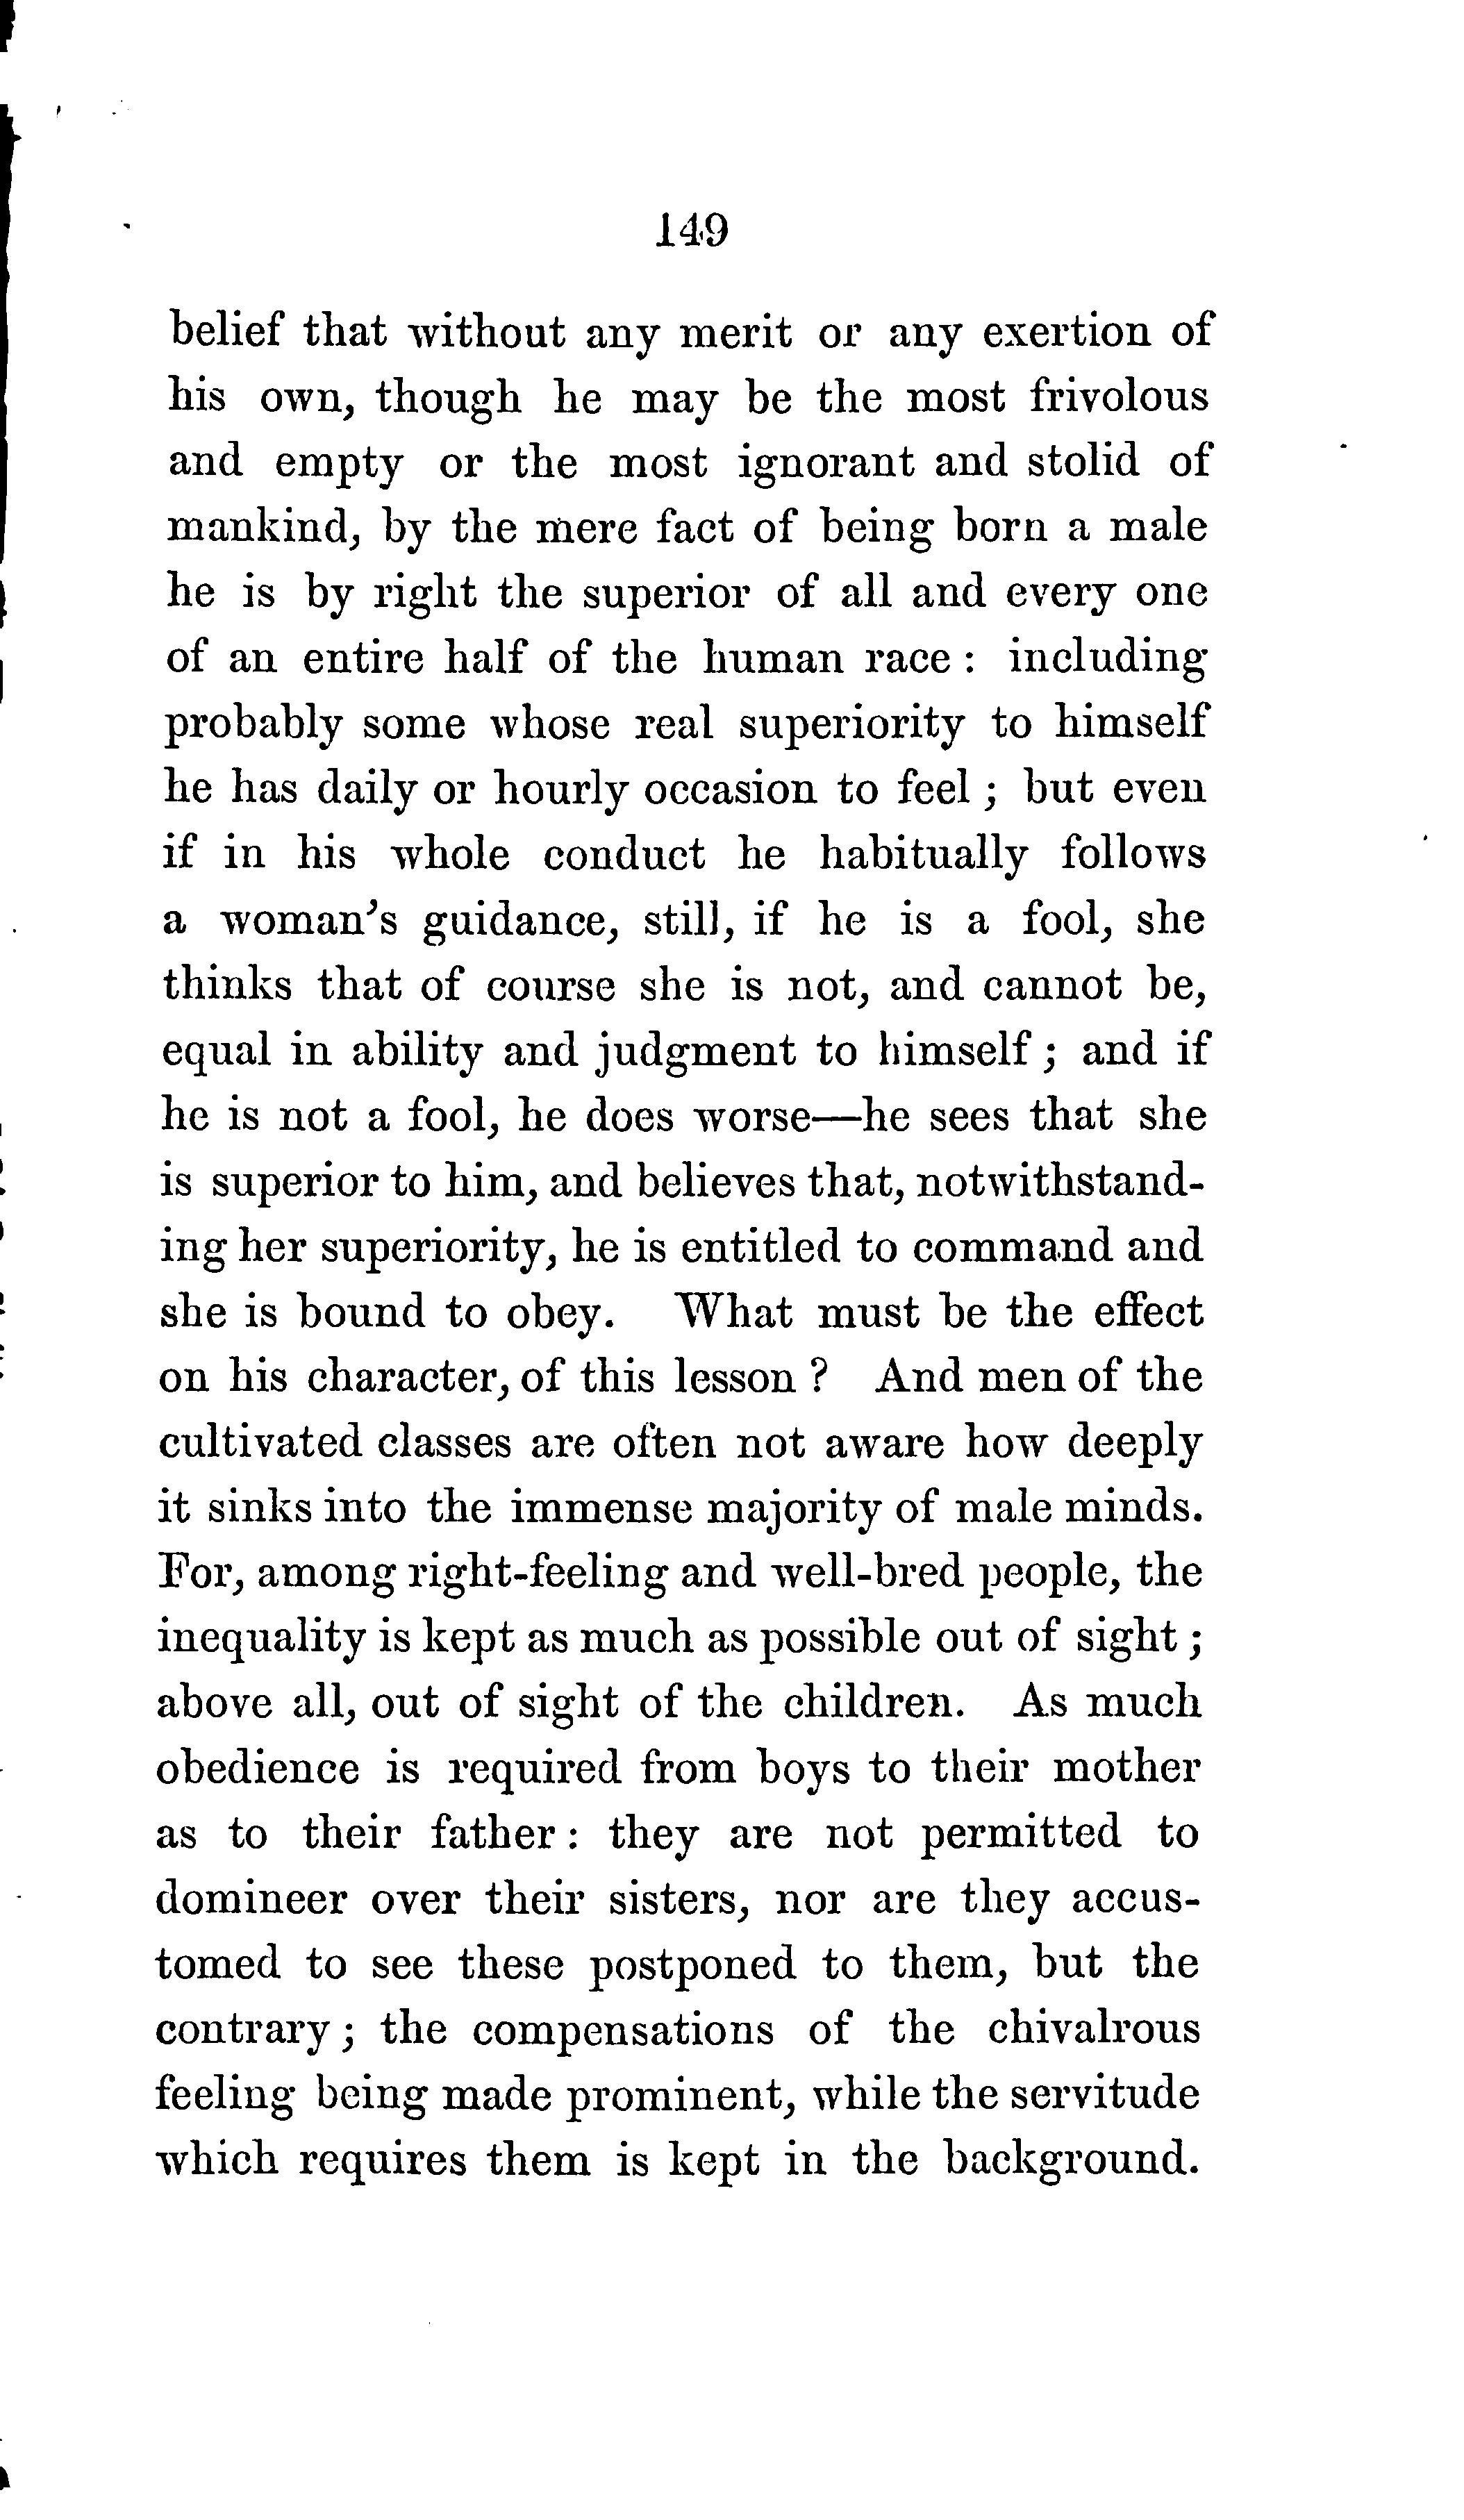 149
belief that without any merit or any exertion of
his own, though he may be the most frivolous
and empty or the most ignorant and stolid of
mankind, by the mere fact of being born a male
he is by right the superior of all and every one
of an entire half of the human race : including
probably some whose real superiority to himself
he has daily or hourly occasion to feel ; but even
if in his whole conduct he habitually follows
a woman's guidance, still, if he is a fool, she
thinks that of course she is not, and cannot be,
equal in ability and judgment to himself ; and if
he is not a fool, he does worse—he sees that she
is superior to him, and believes that, notwithstand-
ing her superiority, he is entitled to command and
she is bound to obey. What must be the effect
on his character, of this lesson ? And men of the
cultivated classes are often not aware how deeply
it sinks into the immense majority of male minds.
For, among right-feeling and well-bred people, the
inequality is kept as much as possible out of sight ;
above all, out of sight of the children. As much
obedience is required from boys to their mother
as to their father : they are not permitted to
domineer over their sisters, nor are they accus-
tomed to see these postponed to them, but the
contrary ; the compensations of the chivalrous
feeling being made prominent, while the servitude
which requires them is kept in the background.